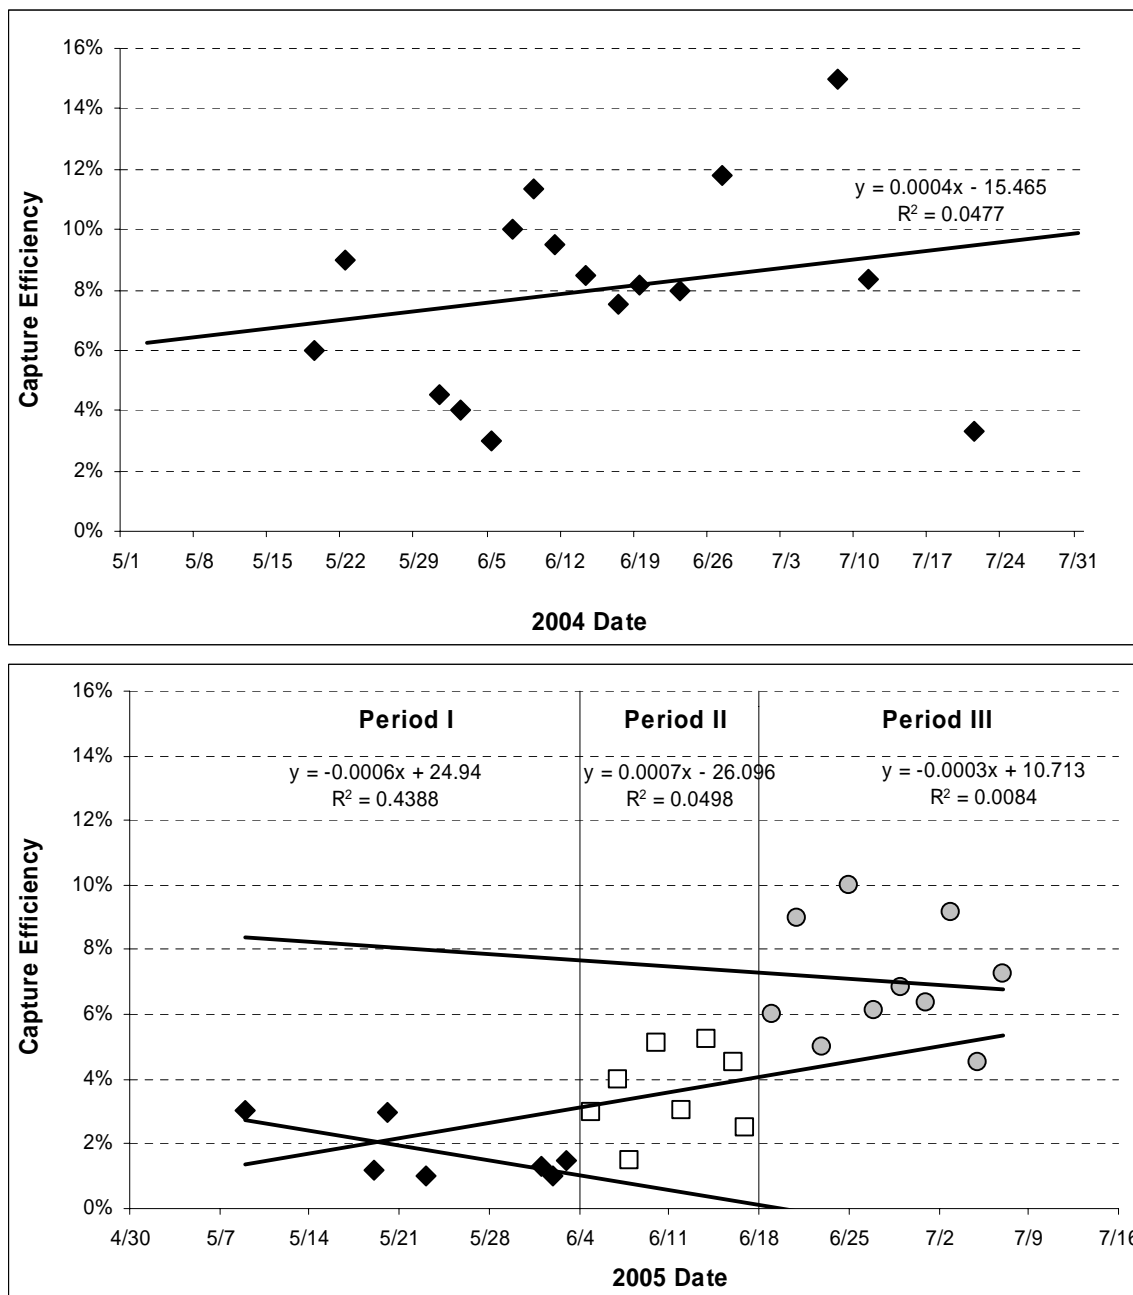 16%
14%
12%
10%
8%
6%
4%
2%
0%
Capture Efficiency
y = 0.0004x - 15.465
R² = 0.0477
5/1 5/8 5/15 5/22 5/29 6/5 6/12 6/19 6/26 7/3 7/10 7/17 7/24 7/31
2004 Date
16%
14%
12%
10%
8%
6%
4%
2%
0%
Capture Efficiency
Period I Period II Period III
y = -0.0006x + 24.94 y = 0.0007x - 26.096 y = -0.0003x + 10.713
R² = 0.4388 R² = 0.0498 R² = 0.0084
4/30 5/7 5/14 5/21 5/28 6/4 6/11 6/18 6/25 7/2 7/9 7/16
2005 Date